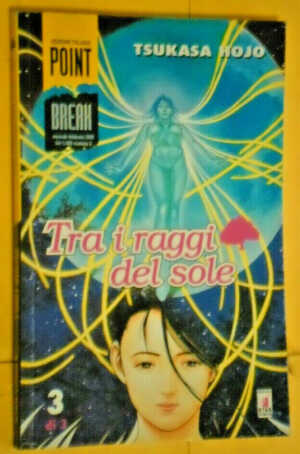 POINT
BREAK
TSUKASA HOJO
Tra i raggi
del sole
3
di 3